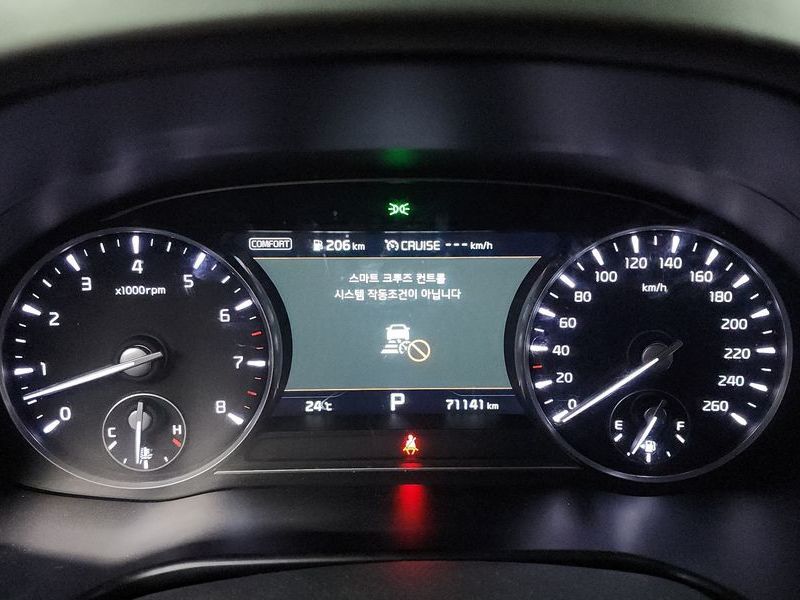 COMFORT 206 km CRUISE --- km/h
스마트 크루즈 컨트롤
시스템 작동조건이 아닙니다
24℃ P 71141 km
0 1 2 3 4 5 6 7 8
x1000rpm
C H
0 20 40 60 80 100 120 140 160 180 200 220 240 260
km/h
E F